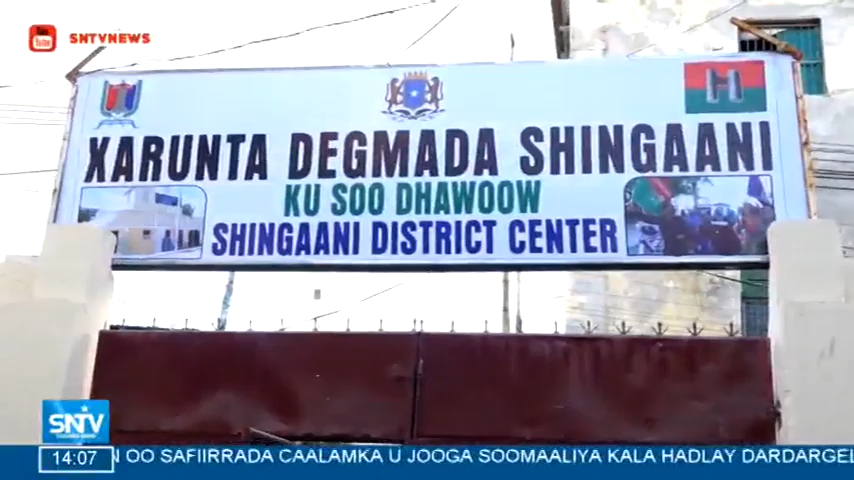 SNTVNEWS
XARUNTA DEGMADA SHINGAANI
KU SOO DHAWOOW
SHINGAANI DISTRICT CENTER
SNTV
14:07
N OO SAFIIRRADA CAALAMKA U JOOGA SOOMAALIYA KALA HADLAY DARDARGEL